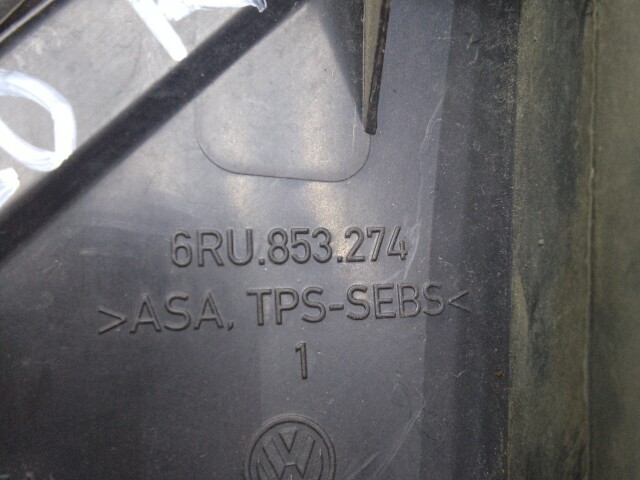 6RU.853.274
>ASA, TPS-SEBS<
1